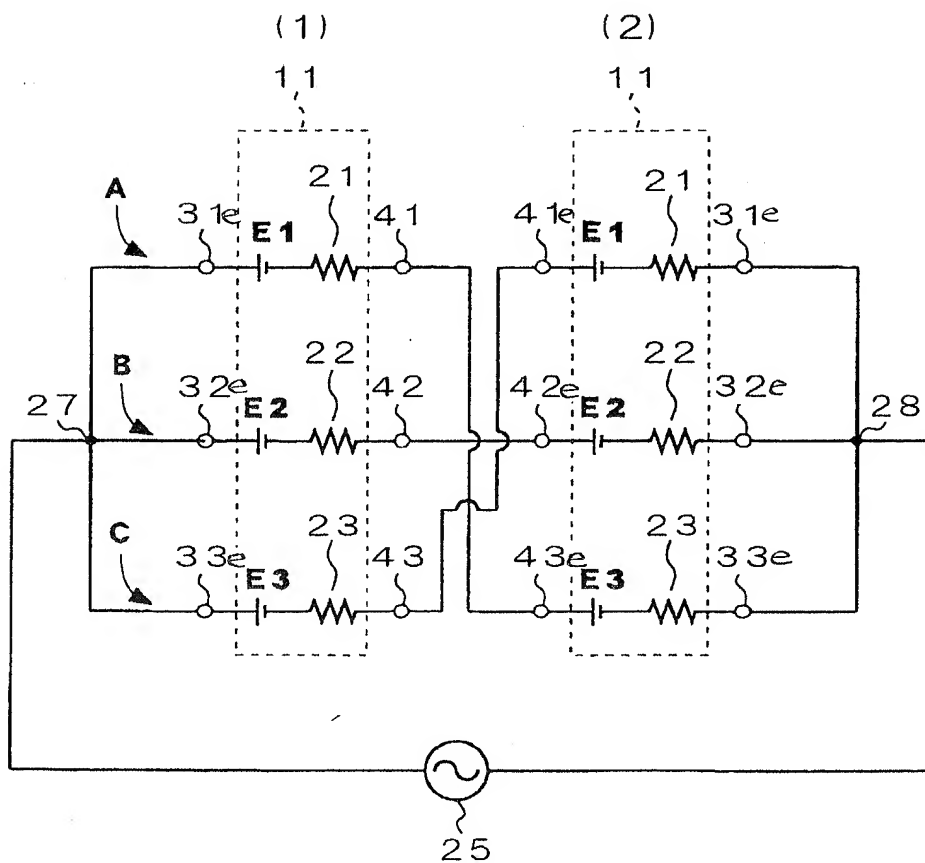 (1) (2)
11 11
A 31e E1 21 41 41e E1 21 31e
27 B 32e E2 22 42 42e E2 22 32e 28
C 33e E3 23 43 43e E3 23 33e
25